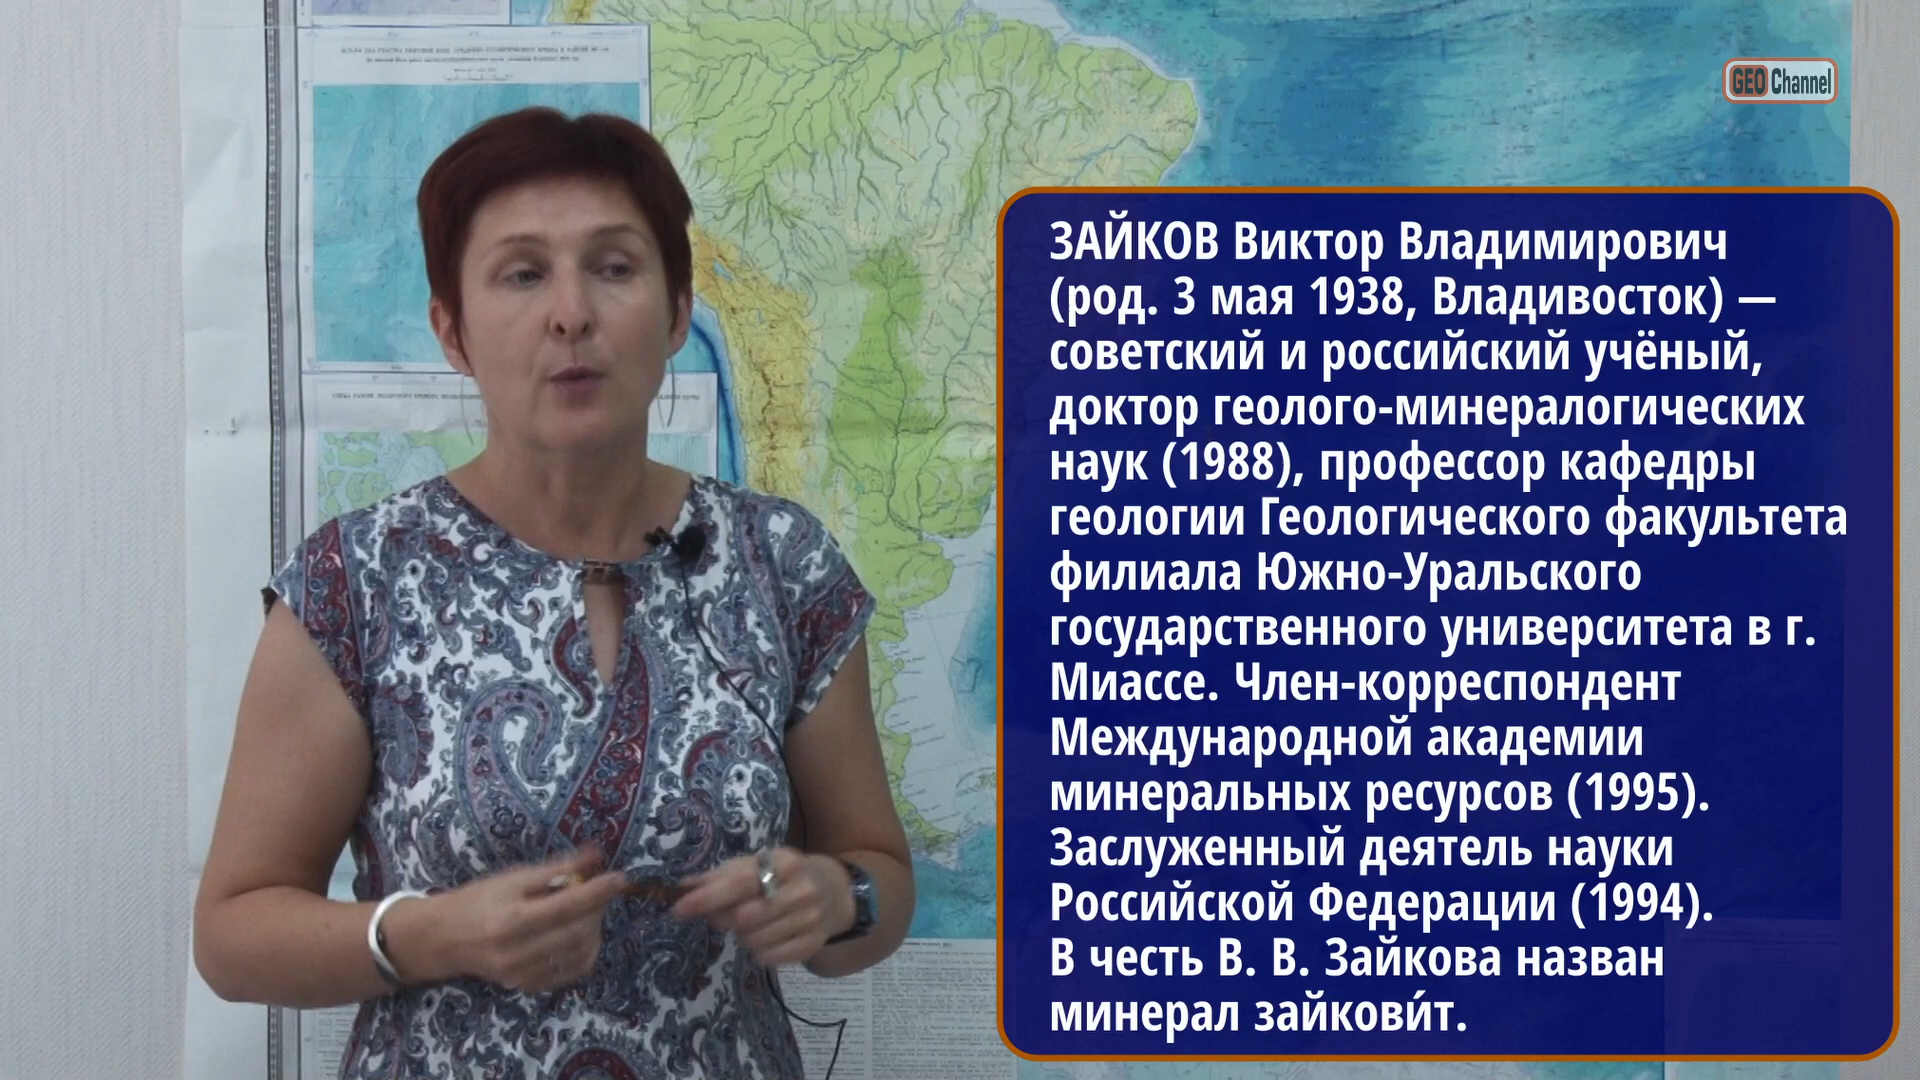 GEO Channel
ЗАЙКОВ Виктор Владимирович
(род. 3 мая 1938, Владивосток) —
советский и российский учёный,
доктор геолого-минералогических
наук (1988), профессор кафедры
геологии Геологического факультета
филиала Южно-Уральского
государственного университета в г.
Миассе. Член-корреспондент
Международной академии
минеральных ресурсов (1995).
Заслуженный деятель науки
Российской Федерации (1994).
В честь В. В. Зайкова назван
минерал зайкови́т.